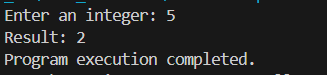 Enter an integer: 5
Result: 2
Program execution completed.